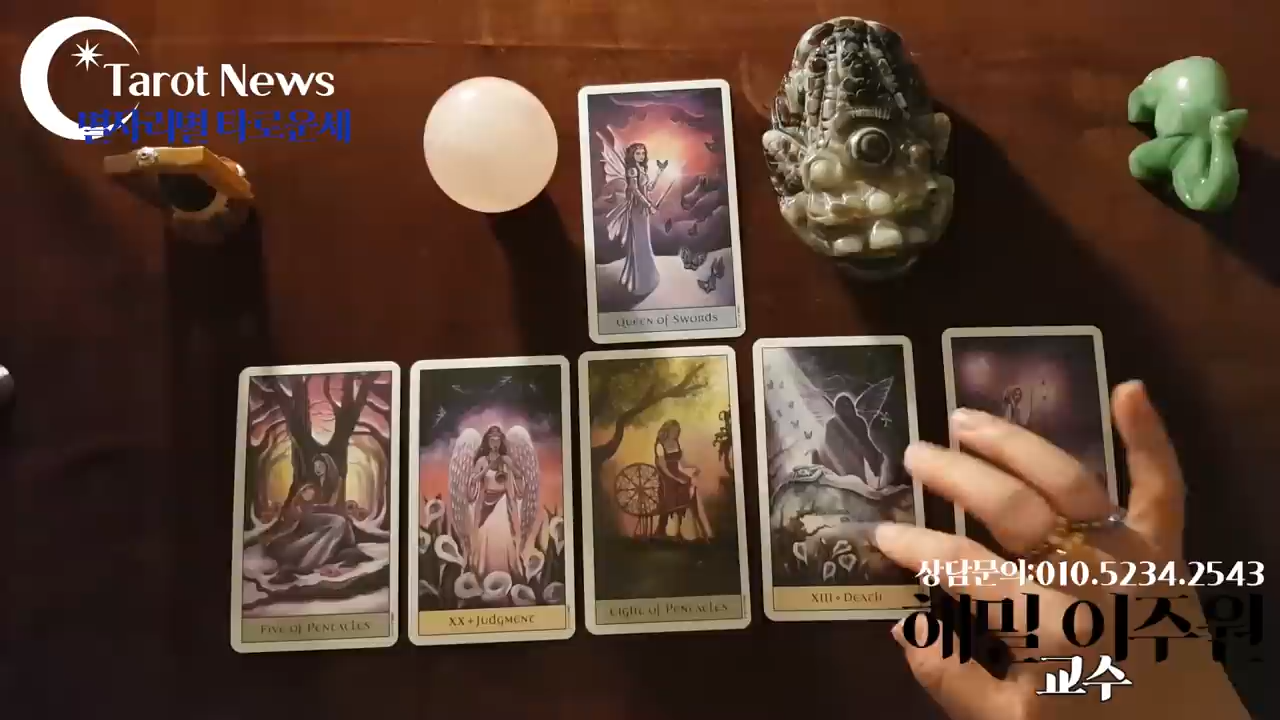 Tarot News
별자리별 타로운세
Queen of Swords
Five of Pentacles
XX + Judgment
Eight of Pentacles
XIII + Death
상담문의:010.5234.2543
해밀 이주원
교수